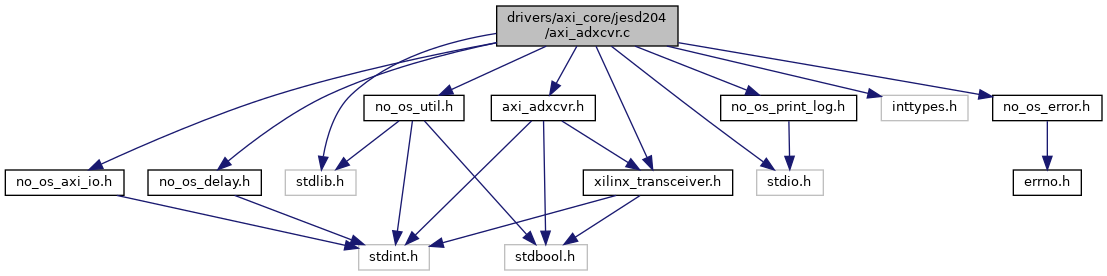 drivers/axi_core/jesd204
/axi_adxcvr.c
no_os_util.h
axi_adxcvr.h
no_os_print_log.h
inttypes.h
no_os_error.h
no_os_axi_io.h
no_os_delay.h
stdlib.h
xilinx_transceiver.h
stdio.h
errno.h
stdint.h
stdbool.h